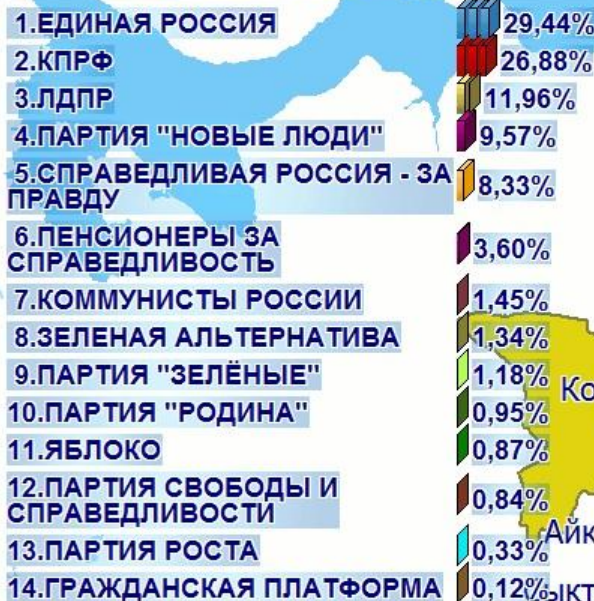 1.ЕДИНАЯ РОССИЯ 29,44%
2.КПРФ 26,88%
3.ЛДПР 11,96%
4.ПАРТИЯ "НОВЫЕ ЛЮДИ" 9,57%
5.СПРАВЕДЛИВАЯ РОССИЯ - ЗА
ПРАВДУ 8,33%
6.ПЕНСИОНЕРЫ ЗА
СПРАВЕДЛИВОСТЬ 3,60%
7.КОММУНИСТЫ РОССИИ 1,45%
8.ЗЕЛЕНАЯ АЛЬТЕРНАТИВА 1,34%
9.ПАРТИЯ "ЗЕЛЁНЫЕ" 1,18%
Ко
10.ПАРТИЯ "РОДИНА" 0,95%
11.ЯБЛОКО 0,87%
12.ПАРТИЯ СВОБОДЫ И
СПРАВЕДЛИВОСТИ 0,84%
Айк
13.ПАРТИЯ РОСТА 0,33%
14.ГРАЖДАНСКАЯ ПЛАТФОРМА 0,12%